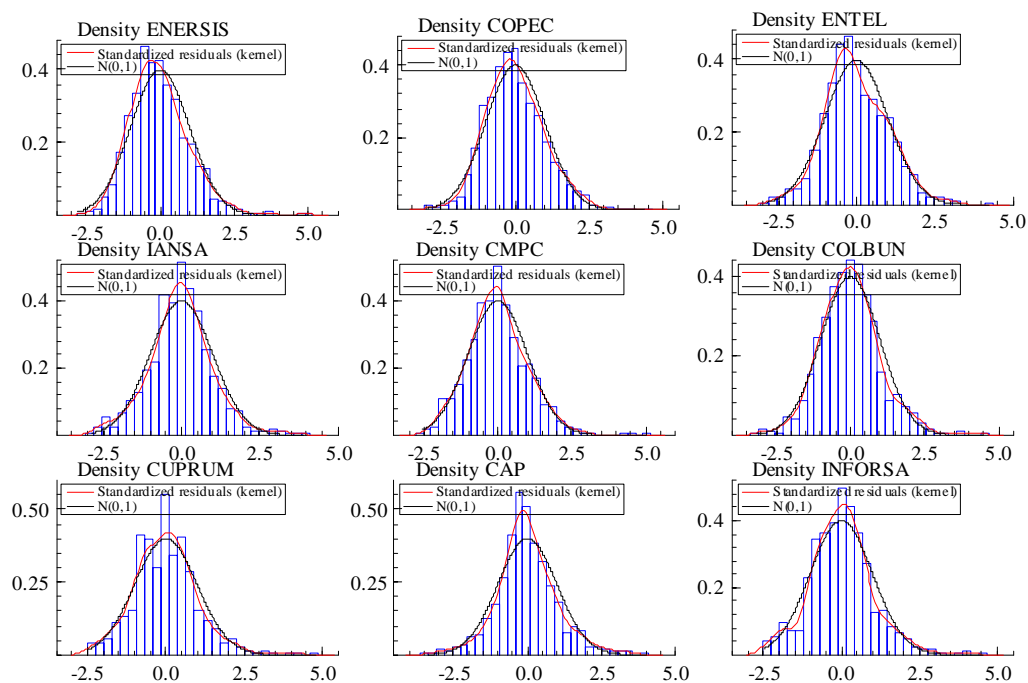 Density ENERSIS
Standardized residuals (kernel)
N(0,1)
0.4
0.2
-2.5 0.0 2.5 5.0
Density COPEC
Standardized residuals (kernel)
N(0,1)
0.4
0.2
-2.5 0.0 2.5 5.0
Density ENTEL
Standardized residuals (kernel)
N(0,1)
0.4
0.2
-2.5 0.0 2.5 5.0
Density IANSA
Standardized residuals (kernel)
N(0,1)
0.4
0.2
-2.5 0.0 2.5 5.0
Density CMPC
Standardized residuals (kernel)
N(0,1)
0.4
0.2
-2.5 0.0 2.5 5.0
Density COLBUN
Standardized residuals (kernel)
N(0,1)
0.4
0.2
-2.5 0.0 2.5 5.0
Density CUPRUM
Standardized residuals (kernel)
N(0,1)
0.50
0.25
-2.5 0.0 2.5 5.0
Density CAP
Standardized residuals (kernel)
N(0,1)
0.50
0.25
-2.5 0.0 2.5 5.0
Density INFORSA
Standardized residuals (kernel)
N(0,1)
0.4
0.2
-2.5 0.0 2.5 5.0